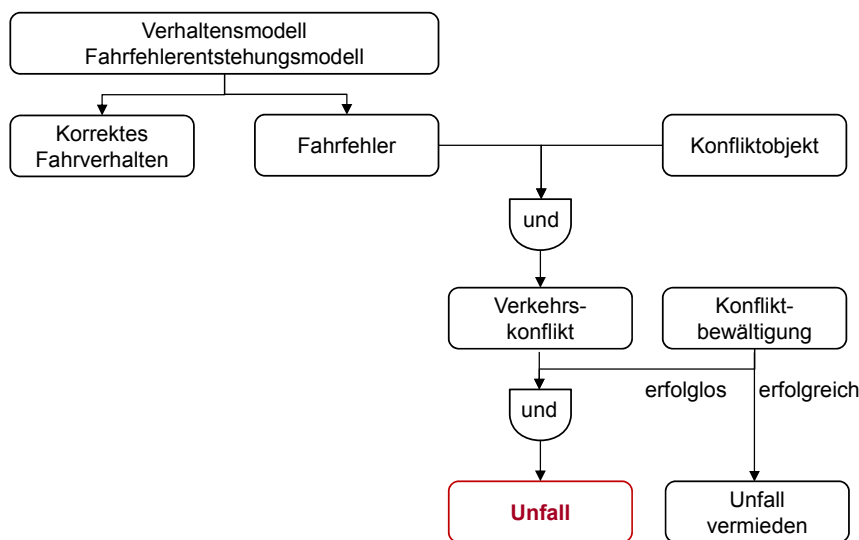 Verhaltensmodell
Fahrfehlerentstehungsmodell
Korrektes
Fahrverhalten
Fahrfehler
Konfliktobjekt
und
Verkehrs-
konflikt
Konflikt-
bewältigung
erfolglos
erfolgreich
und
Unfall
Unfall
vermieden